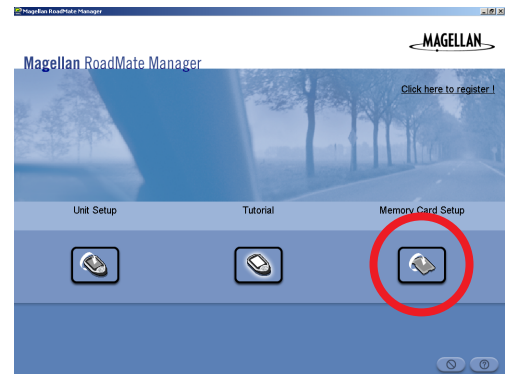 Magellan RoadMate Manager
MAGELLAN
Magellan RoadMate Manager
Click here to register !
Unit Setup
Tutorial
Memory Card Setup